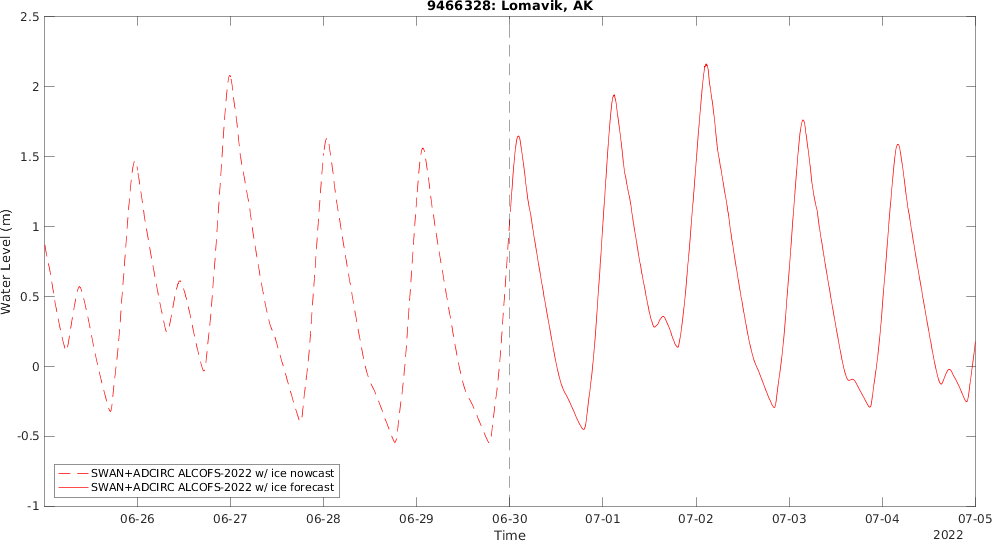 9466328: Lomavik, AK
2.5
2
1.5
1
0.5
0
-0.5
-1
Water Level (m)
SWAN+ADCIRC ALCOFS-2022 w/ ice nowcast
SWAN+ADCIRC ALCOFS-2022 w/ ice forecast
06-26 06-27 06-28 06-29 06-30 07-01 07-02 07-03 07-04 07-05
Time
2022